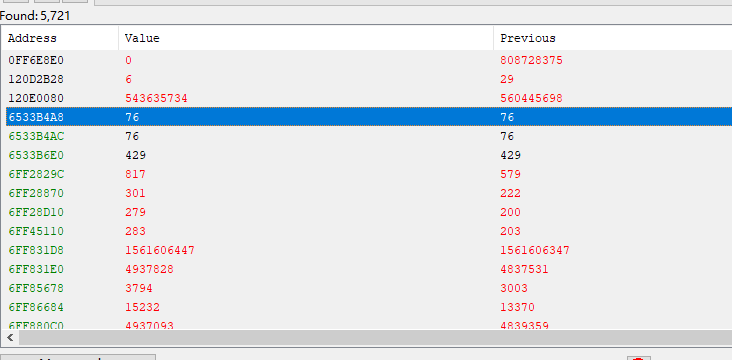 Found: 5,721
Address Value Previous
0FF6E8E0 0 808728375
120D2B28 6 29
120E0080 543635734 560445698
6533B4A8 76 76
6533B4AC 76 76
6533B6E0 429 429
6FF2829C 817 579
6FF28870 301 222
6FF28D10 279 200
6FF45110 283 203
6FF831D8 1561606447 1561606347
6FF831E0 4937828 4837531
6FF85678 3794 3003
6FF86684 15232 13370
6FF880C0 4937093 4839359